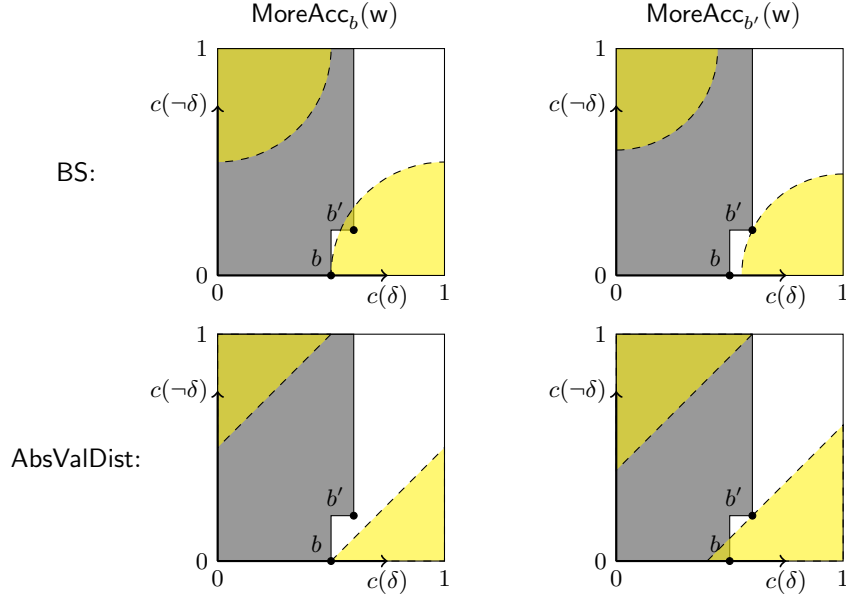 MoreAcc_b(w)
MoreAcc_b′(w)
BS:
1
c(¬δ)
b′
b
0
0
c(δ)
1
1
c(¬δ)
b′
b
0
0
c(δ)
1
AbsValDist:
1
c(¬δ)
b′
b
0
0
c(δ)
1
1
c(¬δ)
b′
b
0
0
c(δ)
1